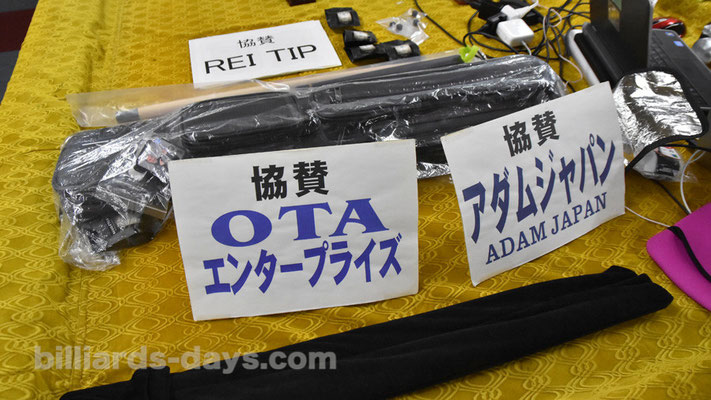 協賛
REI TIP
協賛
OTA
エンタープライズ
協賛
アダムジャパン
ADAM JAPAN
billiards-days.com